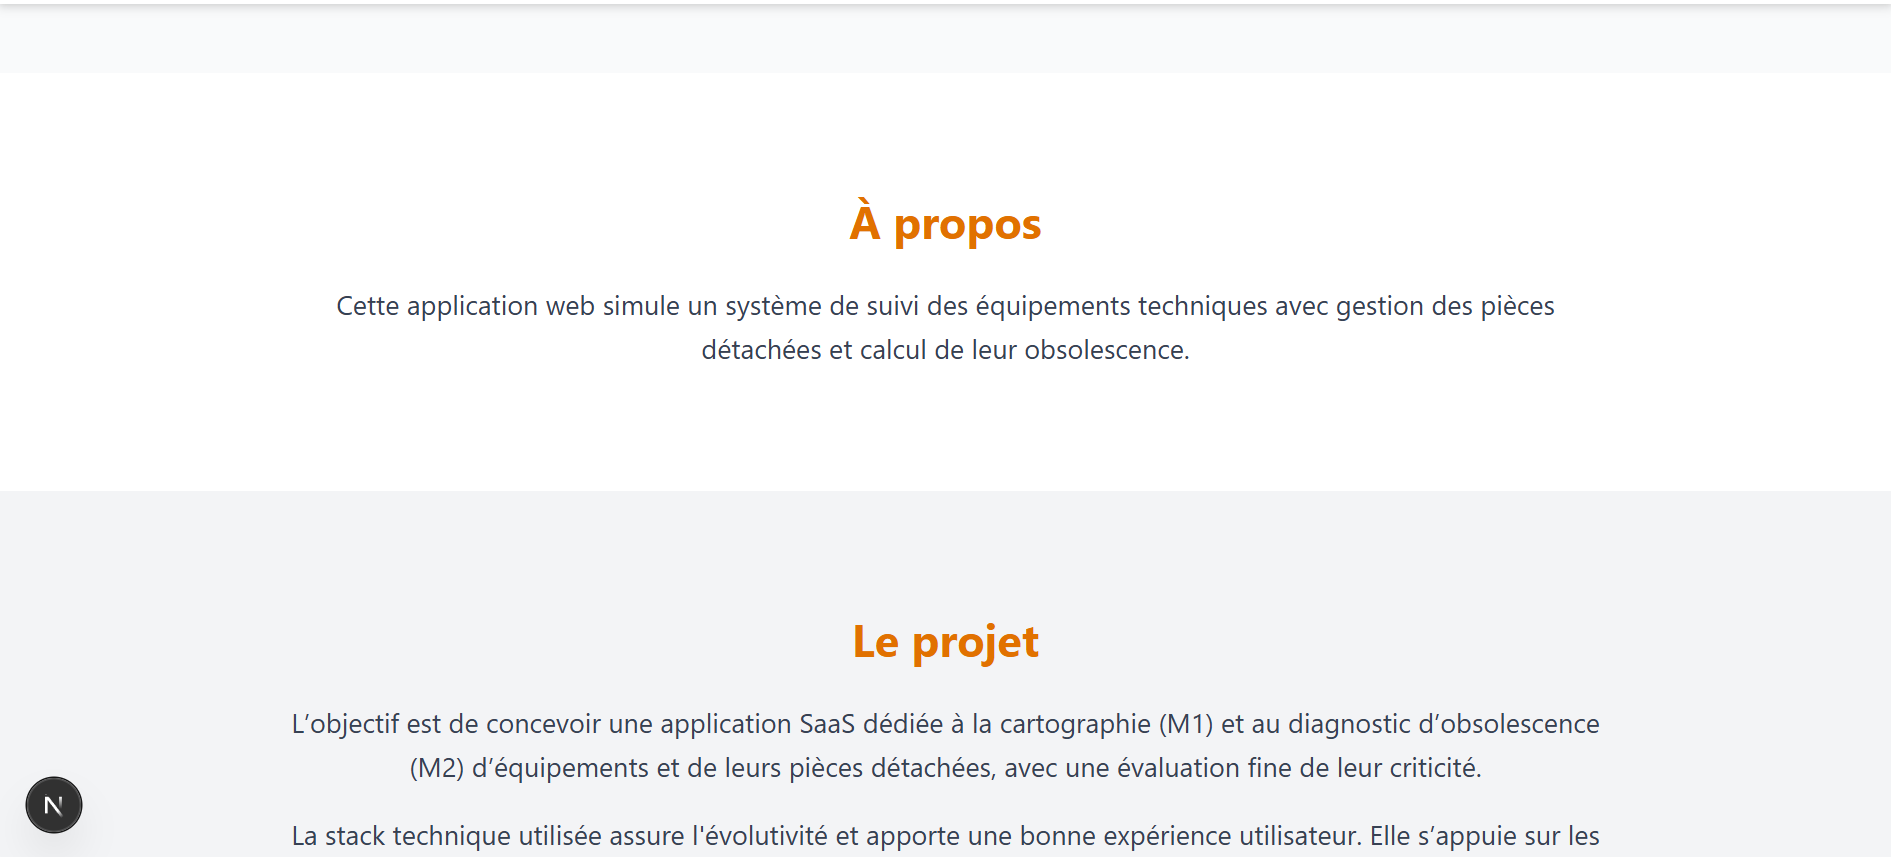 À propos
Cette application web simule un système de suivi des équipements techniques avec gestion des pièces
détachées et calcul de leur obsolescence.
Le projet
L’objectif est de concevoir une application SaaS dédiée à la cartographie (M1) et au diagnostic d’obsolescence
(M2) d’équipements et de leurs pièces détachées, avec une évaluation fine de leur criticité.
N
La stack technique utilisée assure l'évolutivité et apporte une bonne expérience utilisateur. Elle s’appuie sur les